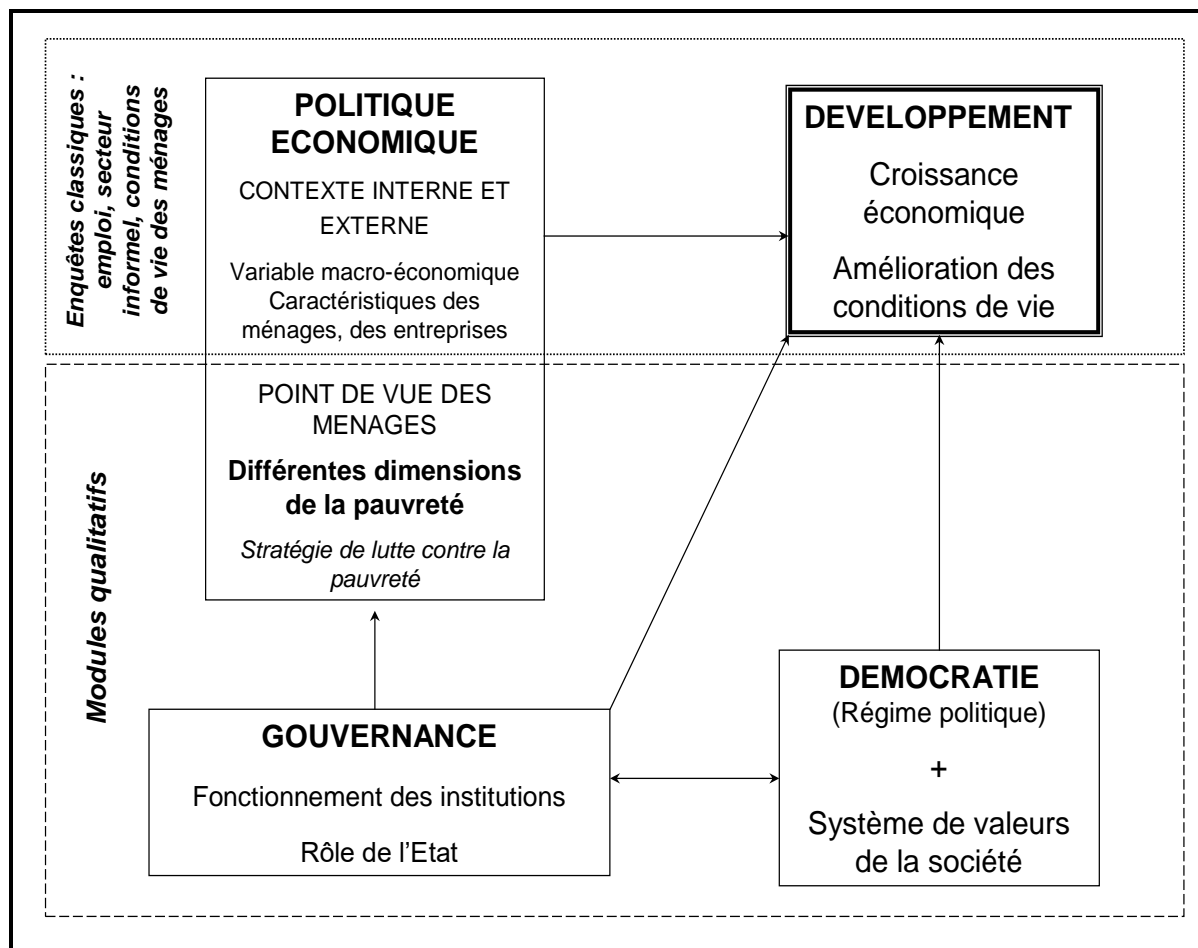 Enquêtes classiques :
emploi, secteur
informel, conditions
de vie des ménages
POLITIQUE
ECONOMIQUE
CONTEXTE INTERNE ET
EXTERNE
Variable macro-économique
Caractéristiques des
ménages, des entreprises
DEVELOPPEMENT
Croissance
économique
Amélioration des
conditions de vie
Modules qualitatifs
POINT DE VUE DES
MENAGES
Différentes dimensions
de la pauvreté
Stratégie de lutte contre la
pauvreté
GOUVERNANCE
Fonctionnement des institutions
Rôle de l’Etat
DEMOCRATIE
(Régime politique)
+
Système de valeurs
de la société